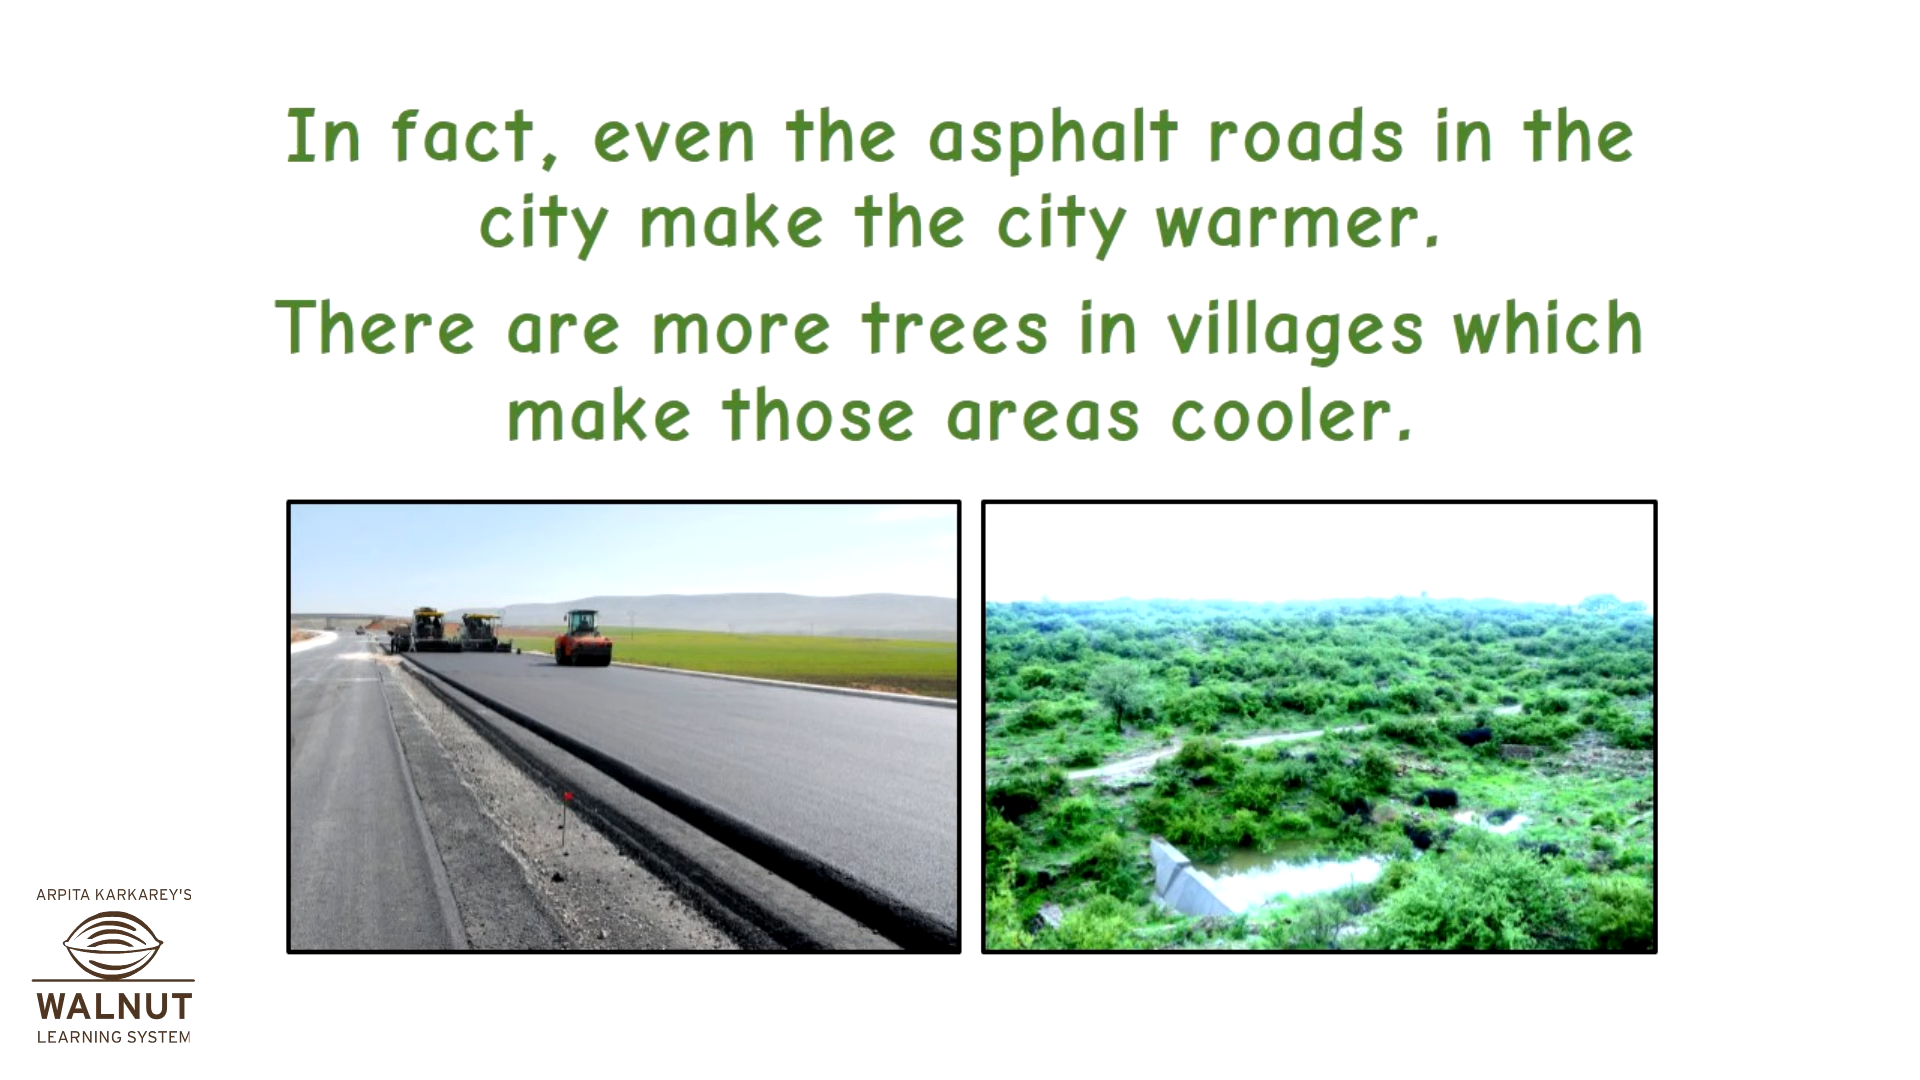 In fact, even the asphalt roads in the
city make the city warmer.
There are more trees in villages which
make those areas cooler.
ARPITA KARKAREY'S
WALNUT
LEARNING SYSTEM